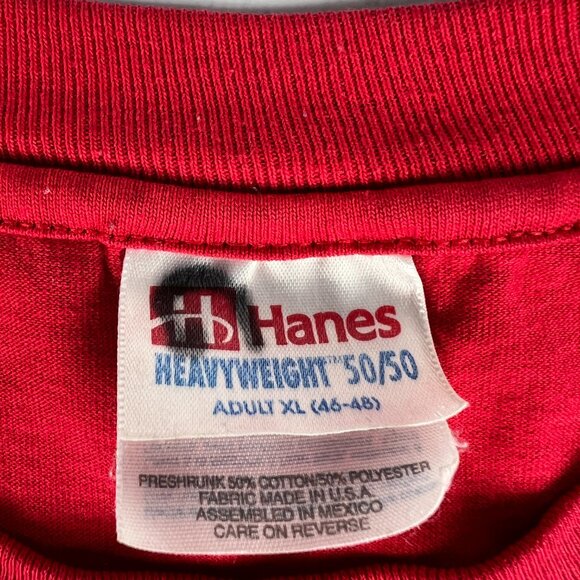 Hanes
HEAVYWEIGHT™ 50/50
ADULT XL (46-48)
PRESHRUNK 50% COTTON/50% POLYESTER
FABRIC MADE IN U.S.A.
ASSEMBLED IN MEXICO
CARE ON REVERSE